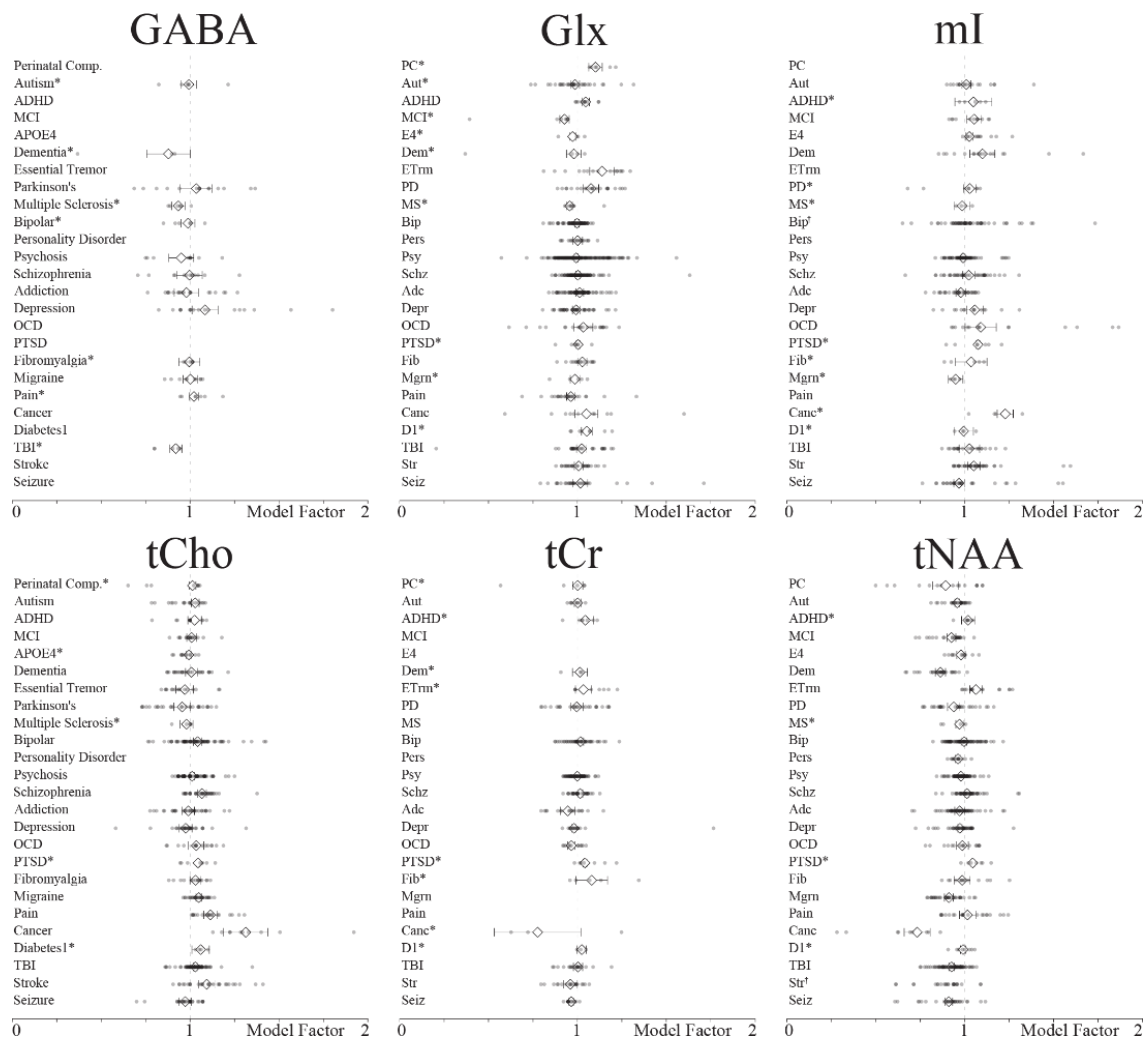 GABA
Perinatal Comp.
Autism*
ADHD
MCI
APOE4
Dementia*
Essential Tremor
Parkinson's
Multiple Sclerosis*
Bipolar*
Personality Disorder
Psychosis
Schizophrenia
Addiction
Depression
OCD
PTSD
Fibromyalgia*
Migraine
Pain*
Cancer
Diabetes1
TBI*
Stroke
Seizure
0 1 Model Factor 2
Glx
PC*
Aut*
ADHD
MCI*
E4*
Dem*
ETrm
PD
MS*
Bip
Pers
Psy
Schz
Adc
Depr
OCD
PTSD*
Fib
Mgrn*
Pain
Canc
D1*
TBI
Str
Seiz
0 1 Model Factor 2
mI
PC
Aut
ADHD*
MCI
E4
Dem
ETrm
PD*
MS*
Bip†
Pers
Psy
Schz
Adc
Depr
OCD
PTSD*
Fib*
Mgrn*
Pain
Canc*
D1*
TBI
Str
Seiz
0 1 Model Factor 2
tCho
Perinatal Comp.*
Autism
ADHD
MCI
APOE4*
Dementia
Essential Tremor
Parkinson's
Multiple Sclerosis*
Bipolar
Personality Disorder
Psychosis
Schizophrenia
Addiction
Depression
OCD
PTSD*
Fibromyalgia
Migraine
Pain
Cancer
Diabetes1*
TBI
Stroke
Seizure
0 1 Model Factor 2
tCr
PC*
Aut
ADHD*
MCI
E4
Dem*
ETrm*
PD
MS
Bip
Pers
Psy
Schz
Adc
Depr
OCD
PTSD*
Fib*
Mgrn
Pain
Canc*
D1*
TBI
Str
Seiz
0 1 Model Factor 2
tNAA
PC
Aut
ADHD*
MCI
E4
Dem
ETrm
PD
MS*
Bip
Pers
Psy
Schz
Adc
Depr
OCD
PTSD*
Fib
Mgrn
Pain
Canc
D1*
TBI
Str†
Seiz
0 1 Model Factor 2